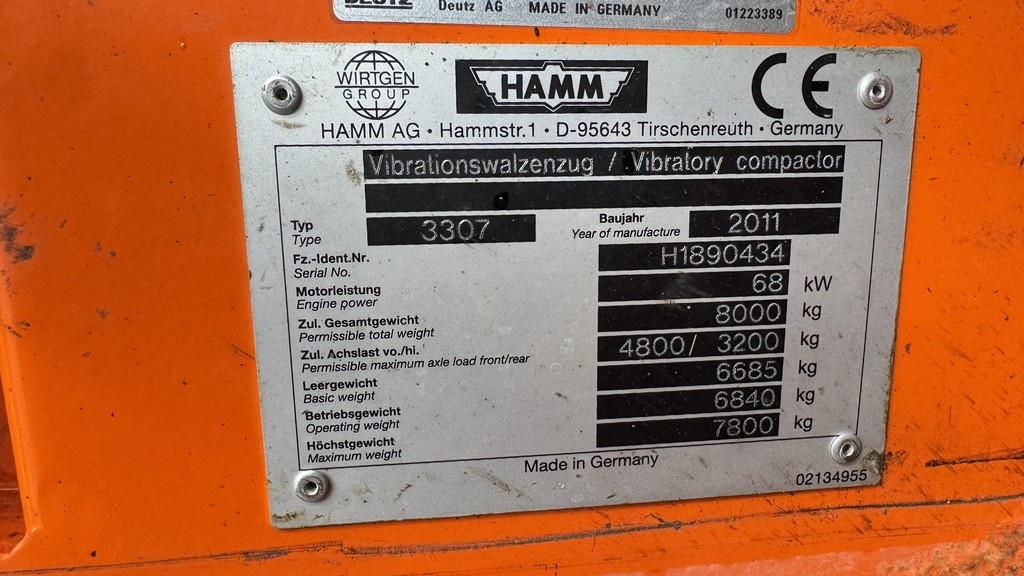 DEUTZ Deutz AG MADE IN GERMANY 01223389
WIRTGEN GROUP
HAMM
CE
HAMM AG · Hammstr.1 · D-95643 Tirschenreuth · Germany
Vibrationswalzenzug / Vibratory compactor
Typ
Type
3307
Baujahr
Year of manufacture
2011
Fz.-Ident.Nr.
Serial No.
H1890434
Motorleistung
Engine power
68 kW
Zul. Gesamtgewicht
Permissible total weight
8000 kg
Zul. Achslast vo./hi.
Permissible maximum axle load front/rear
4800/ 3200 kg
Leergewicht
Basic weight
6685 kg
Betriebsgewicht
Operating weight
6840 kg
Höchstgewicht
Maximum weight
7800 kg
Made in Germany
02134955